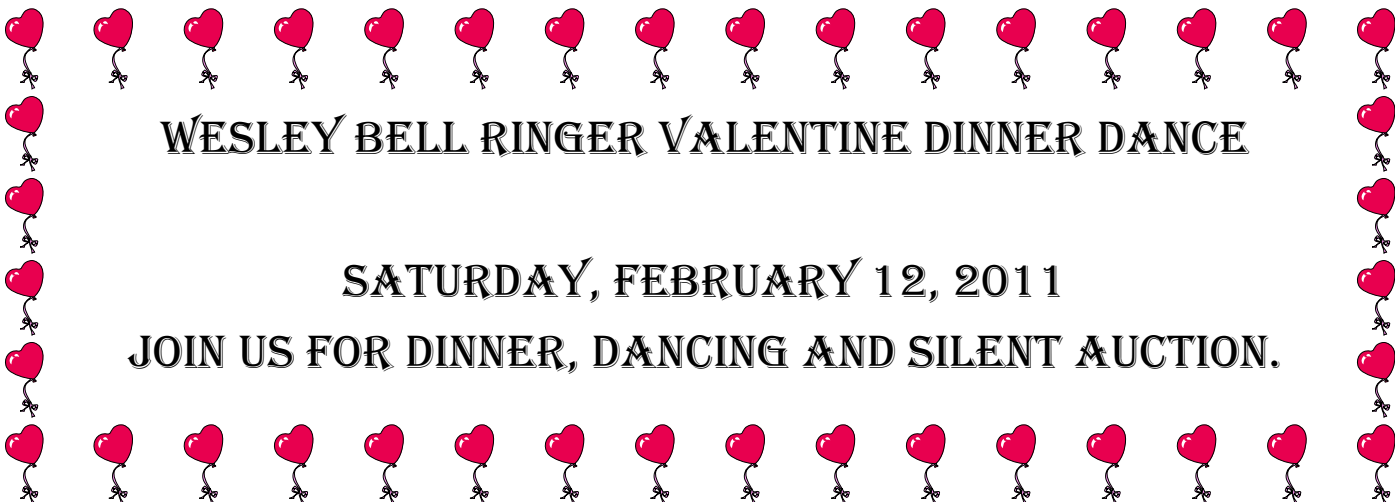 WESLEY BELL RINGER VALENTINE DINNER DANCE
SATURDAY, FEBRUARY 12, 2011
JOIN US FOR DINNER, DANCING AND SILENT AUCTION.